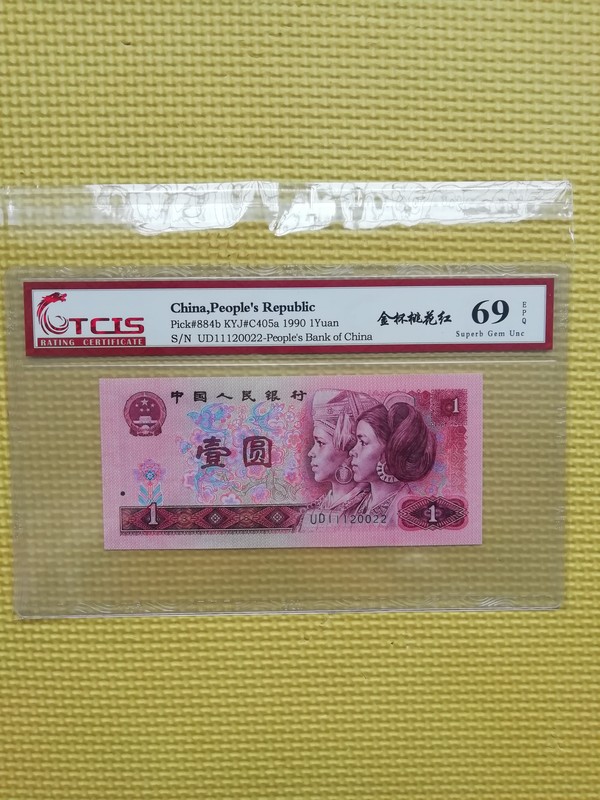 TCIS
RATING CERTIFICATE
China,People's Republic
Pick#884b KYJ#C405a 1990 1Yuan
S/N UD11120022-People's Bank of China
金杯桃花红
69
EPQ
Superb Gem Unc
中国人民银行
1
壹圆
1
UD11120022
1